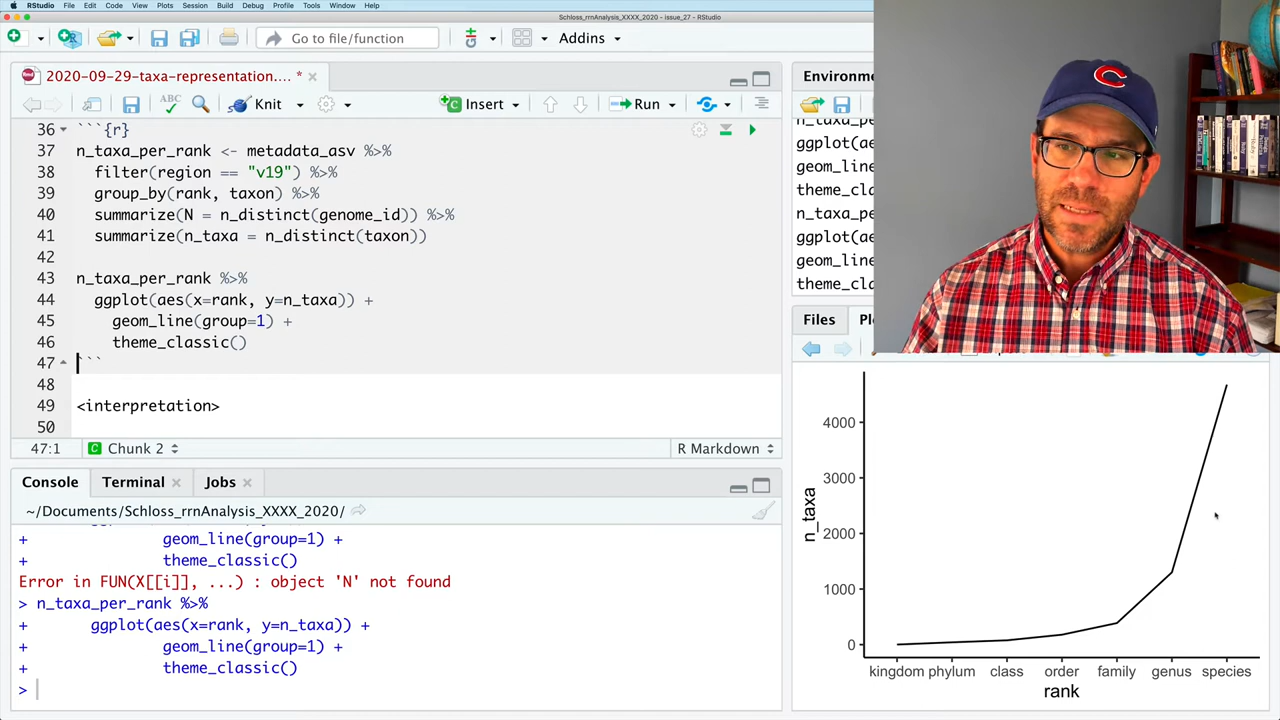 RStudio File Edit Code View Plots Session Build Debug Profile Tools Window Help
Schloss_rrnAnalysis_XXXX_2020 - issue_27 - RStudio
Go to file/function Addins
2020-09-29-taxa-representation.... *
Knit Insert Run
36 ```{r}
37 n_taxa_per_rank <- metadata_asv %>%
38 filter(region == "v19") %>%
39 group_by(rank, taxon) %>%
40 summarize(N = n_distinct(genome_id)) %>%
41 summarize(n_taxa = n_distinct(taxon))
42
43 n_taxa_per_rank %>%
44 ggplot(aes(x=rank, y=n_taxa)) +
45 geom_line(group=1) +
46 theme_classic()
47 ```
48
49 <interpretation>
50
47:1 Chunk 2 R Markdown
Console Terminal Jobs
~/Documents/Schloss_rrnAnalysis_XXXX_2020/
+ geom_line(group=1) +
+ theme_classic()
Error in FUN(X[[i]], ...) : object 'N' not found
> n_taxa_per_rank %>%
+ ggplot(aes(x=rank, y=n_taxa)) +
+ geom_line(group=1) +
+ theme_classic()
>
Environm
n_taxa_per
ggplot(ae
geom_line
theme_cla
n_taxa_per
ggplot(ae
geom_line
theme_cla
C
Files Pl
4000
3000
2000
1000
0
n_taxa
kingdom phylum class order family genus species
rank